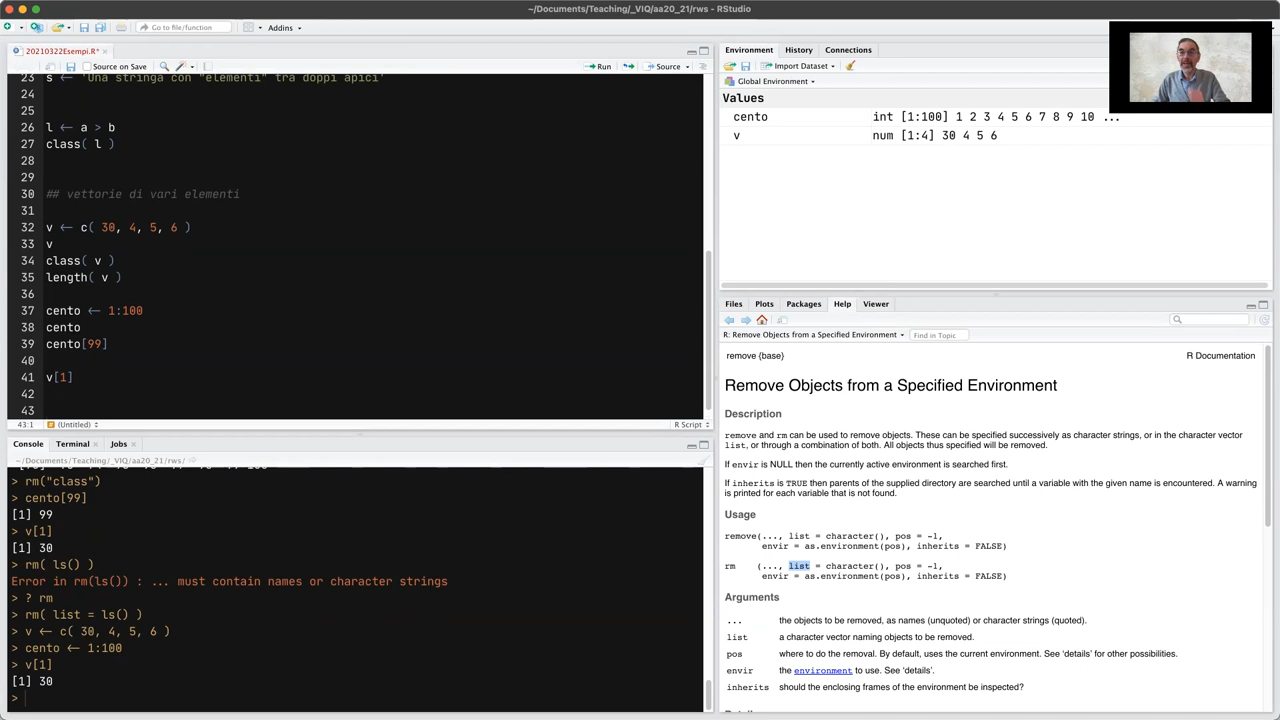 ~/Documents/Teaching/_VIQ/aa20_21/rws - RStudio
Go to file/function
Addins
20210322Esempi.R*
Source on Save
Run
Source
23 s <- 'Una stringa con "elementi" tra doppi apici'
24
25
26 l <- a > b
27 class( l )
28
29
30 ## vettorie di vari elementi
31
32 v <- c( 30, 4, 5, 6 )
33 v
34 class( v )
35 length( v )
36
37 cento <- 1:100
38 cento
39 cento[99]
40
41 v[1]
42
43
43:1 (Untitled)
R Script
Console Terminal Jobs
~/Documents/Teaching/_VIQ/aa20_21/rws/
> rm("class")
> cento[99]
[1] 99
> v[1]
[1] 30
> rm( ls() )
Error in rm(ls()) : ... must contain names or character strings
> ? rm
> rm( list = ls() )
> v <- c( 30, 4, 5, 6 )
> cento <- 1:100
> v[1]
[1] 30
>
Environment History Connections
Import Dataset
Global Environment
Values
cento int [1:100] 1 2 3 4 5 6 7 8 9 10 ...
v num [1:4] 30 4 5 6
Files Plots Packages Help Viewer
R: Remove Objects from a Specified Environment
Find in Topic
remove {base}
R Documentation
Remove Objects from a Specified Environment
Description
remove and rm can be used to remove objects. These can be specified successively as character strings, or in the character vector
list, or through a combination of both. All objects thus specified will be removed.
If envir is NULL then the currently active environment is searched first.
If inherits is TRUE then parents of the supplied directory are searched until a variable with the given name is encountered. A warning
is printed for each variable that is not found.
Usage
remove(..., list = character(), pos = -1,
envir = as.environment(pos), inherits = FALSE)
rm (..., list = character(), pos = -1,
envir = as.environment(pos), inherits = FALSE)
Arguments
... the objects to be removed, as names (unquoted) or character strings (quoted).
list a character vector naming objects to be removed.
pos where to do the removal. By default, uses the current environment. See ‘details’ for other possibilities.
envir the environment to use. See ‘details’.
inherits should the enclosing frames of the environment be inspected?